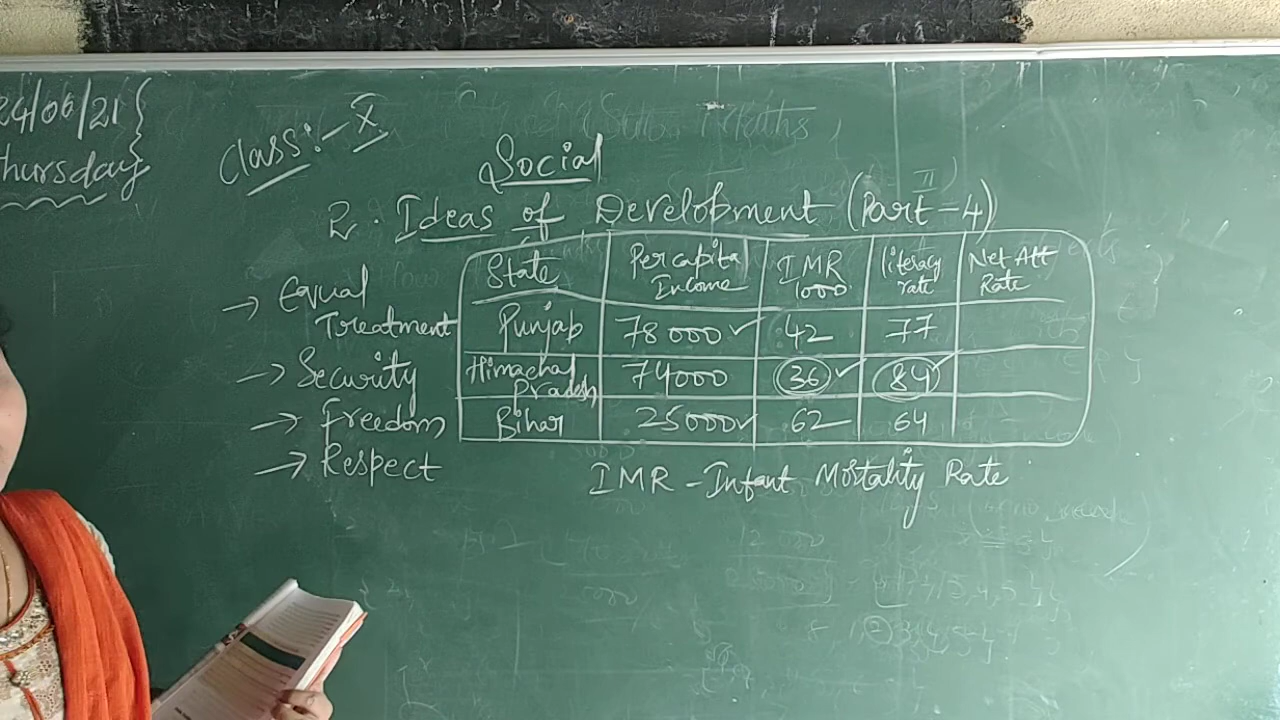 24/06/21
Thursday
Class:- X
Social
2. Ideas of Development (Part-4)
II
→ Equal Treatment
→ Security
→ Freedom
→ Respect
State Percapita Income IMR 1000 literacy rate Net Att Rate
Punjab 78000 ✓ 42 77
Himachal Pradesh 74000 36 ✓ 84 ✓
Bihar 25000 ✓ 62 64
IMR - Infant Mortality Rate